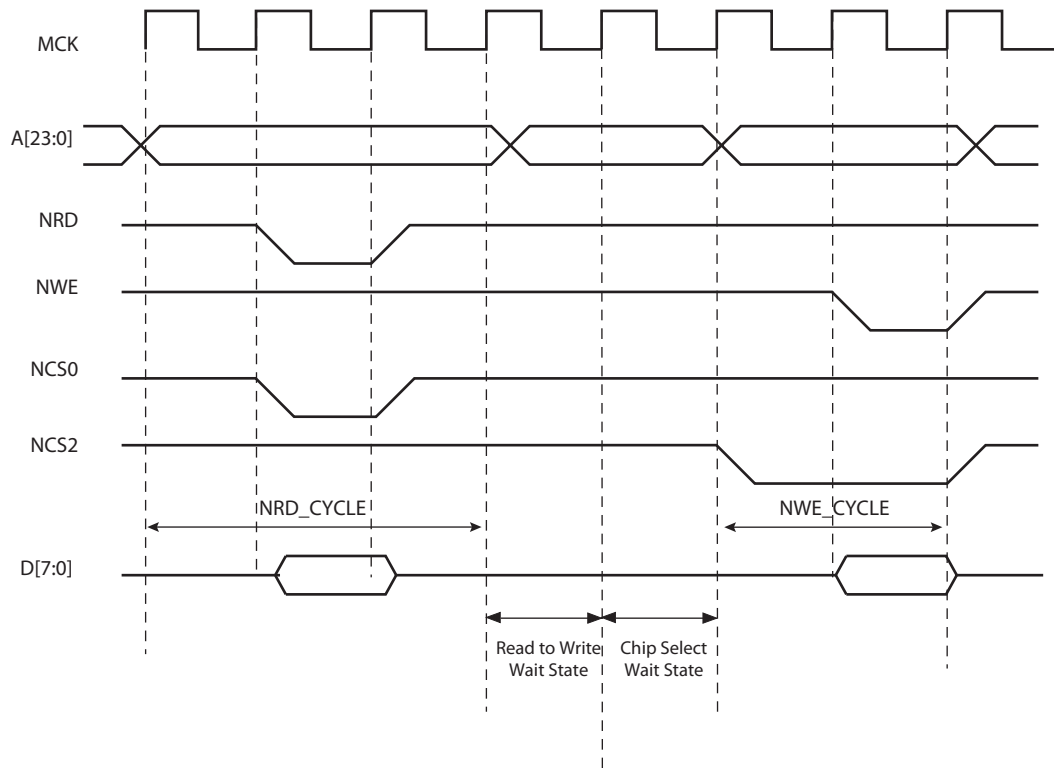 MCK
A[23:0]
NRD
NWE
NCS0
NCS2
NRD_CYCLE
NWE_CYCLE
D[7:0]
Read to Write
Wait State
Chip Select
Wait State